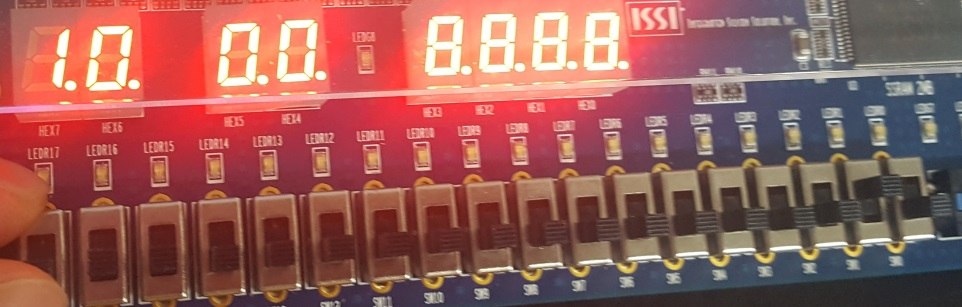 1.0. 0.0. 8.8.8.8.
ISSI Integrated Silicon Solution, Inc.
LEDG8
HEX7 HEX6 HEX5 HEX4 HEX3 HEX2 HEX1 HEX0
SSRAM 2MB
LEDR17 LEDR16 LEDR15 LEDR14 LEDR13 LEDR12 LEDR11 LEDR10 LEDR9 LEDR8 LEDR7 LEDR6 LEDR5 LEDR4 LEDR3 LEDR2 LEDR1 LEDR0 LEDG7
SW12 SW11 SW10 SW9 SW8 SW7 SW6 SW5 SW4 SW3 SW2 SW1 SW0